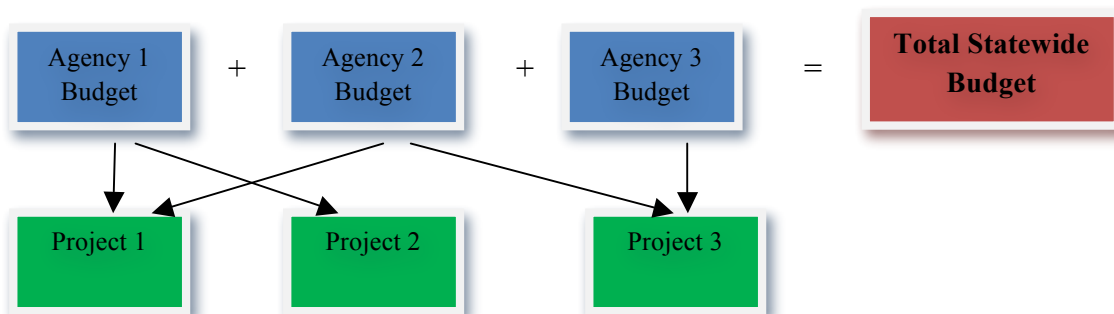 Agency 1
Budget
+
Agency 2
Budget
+
Agency 3
Budget
=
Total Statewide
Budget
Project 1
Project 2
Project 3